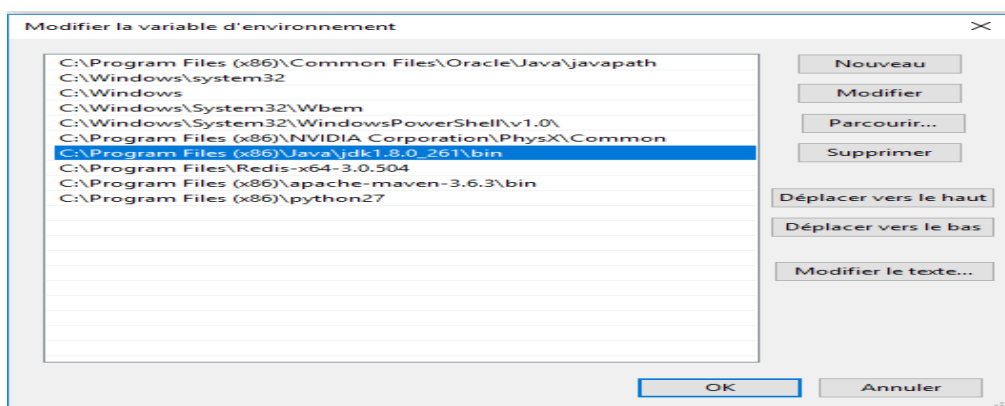 Modifier la variable d'environnement
C:\Program Files (x86)\Common Files\Oracle\Java\javapath
C:\Windows\system32
C:\Windows
C:\Windows\System32\Wbem
C:\Windows\System32\WindowsPowerShell\v1.0\
C:\Program Files (x86)\NVIDIA Corporation\PhysX\Common
C:\Program Files (x86)\Java\jdk1.8.0_261\bin
C:\Program Files\Redis-x64-3.0.504
C:\Program Files (x86)\apache-maven-3.6.3\bin
C:\Program Files (x86)\python27
Nouveau
Modifier
Parcourir...
Supprimer
Déplacer vers le haut
Déplacer vers le bas
Modifier le texte...
OK
Annuler